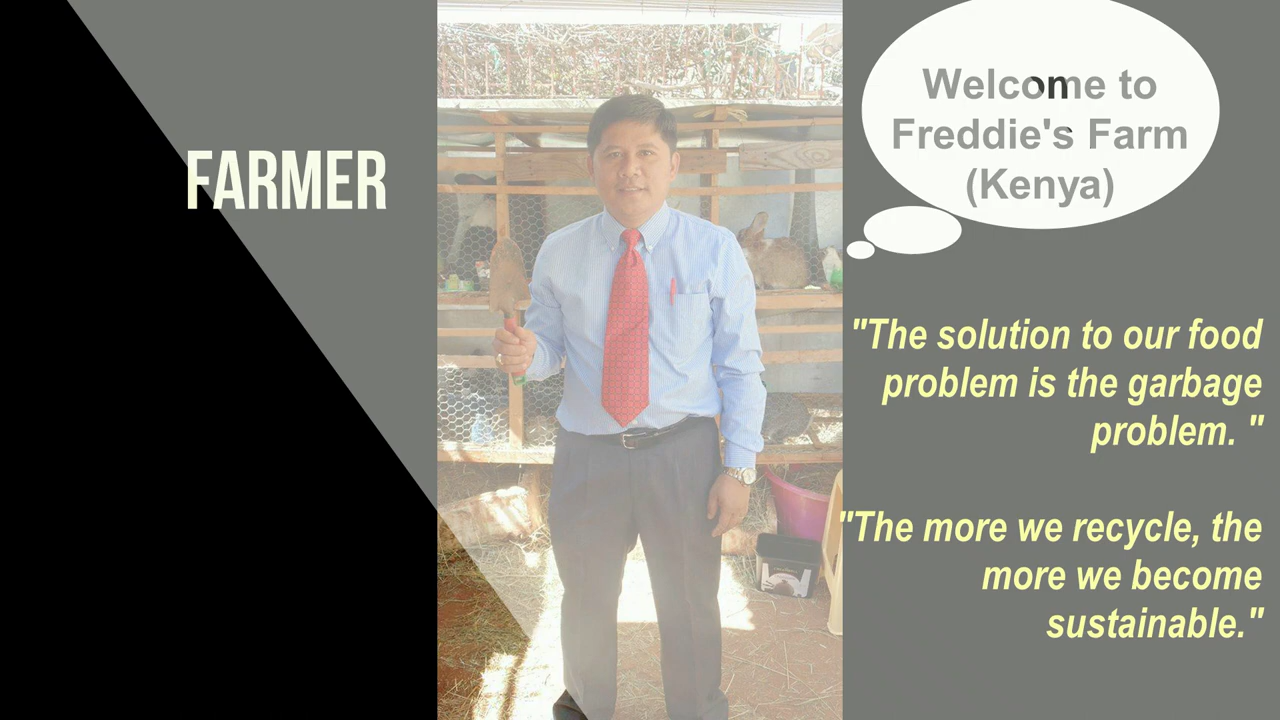 FARMER
Welcome to
Freddie's Farm
(Kenya)
"The solution to our food
problem is the garbage
problem. "
"The more we recycle, the
more we become
sustainable."